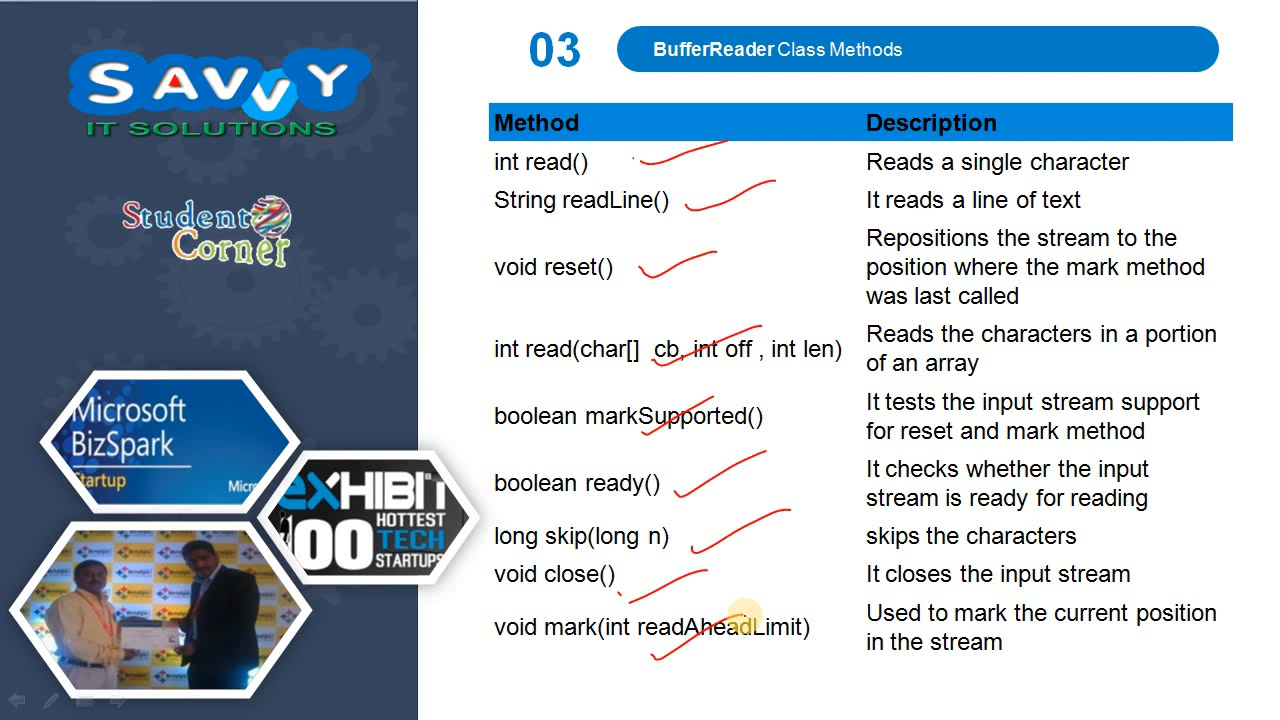 SAVVY
IT SOLUTIONS
Student
Corner
Microsoft
BizSpark
Startup
Micros
eXHIBIT
100 HOTTEST
TECH
STARTUPS
03
BufferReader Class Methods
Method Description
int read() Reads a single character
String readLine() It reads a line of text
void reset() Repositions the stream to the
position where the mark method
was last called
int read(char[] cb, int off , int len) Reads the characters in a portion
of an array
boolean markSupported() It tests the input stream support
for reset and mark method
boolean ready() It checks whether the input
stream is ready for reading
long skip(long n) skips the characters
void close() It closes the input stream
void mark(int readAheadLimit) Used to mark the current position
in the stream